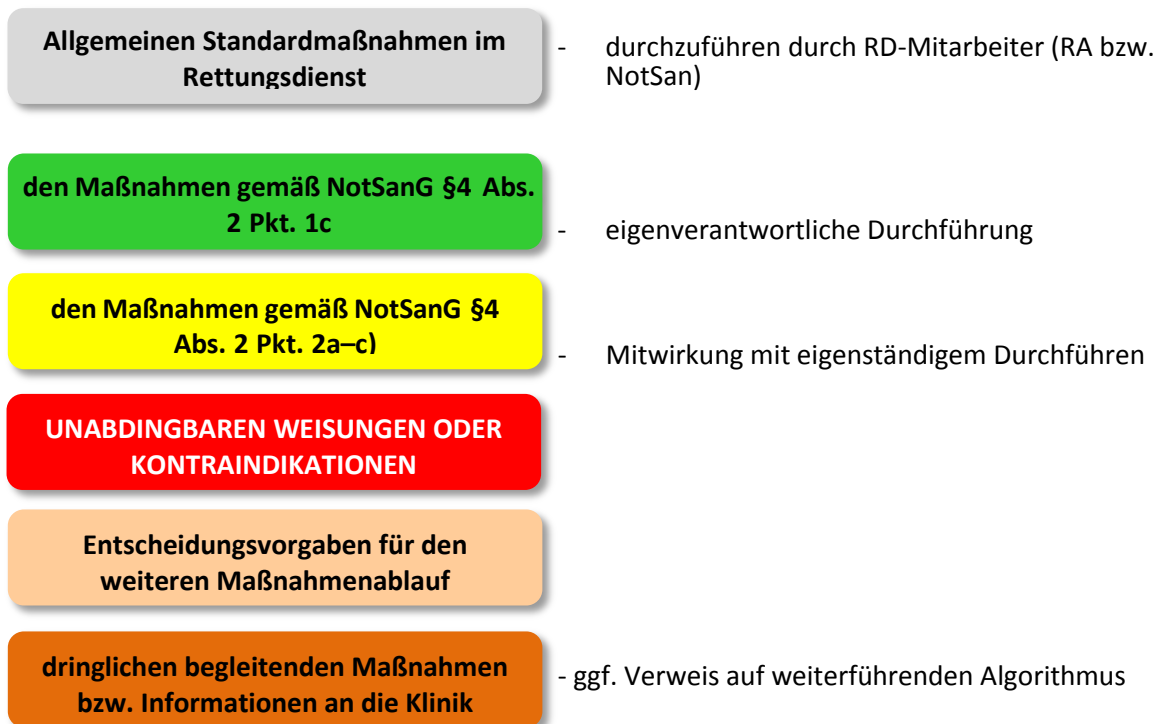 Allgemeinen Standardmaßnahmen im
Rettungsdienst
- durchzuführen durch RD-Mitarbeiter (RA bzw.
NotSan)
den Maßnahmen gemäß NotSanG §4 Abs.
2 Pkt. 1c
- eigenverantwortliche Durchführung
den Maßnahmen gemäß NotSanG §4
Abs. 2 Pkt. 2a–c)
- Mitwirkung mit eigenständigem Durchführen
UNABDINGBAREN WEISUNGEN ODER
KONTRAINDIKATIONEN
Entscheidungsvorgaben für den
weiteren Maßnahmenablauf
dringlichen begleitenden Maßnahmen
bzw. Informationen an die Klinik
- ggf. Verweis auf weiterführenden Algorithmus